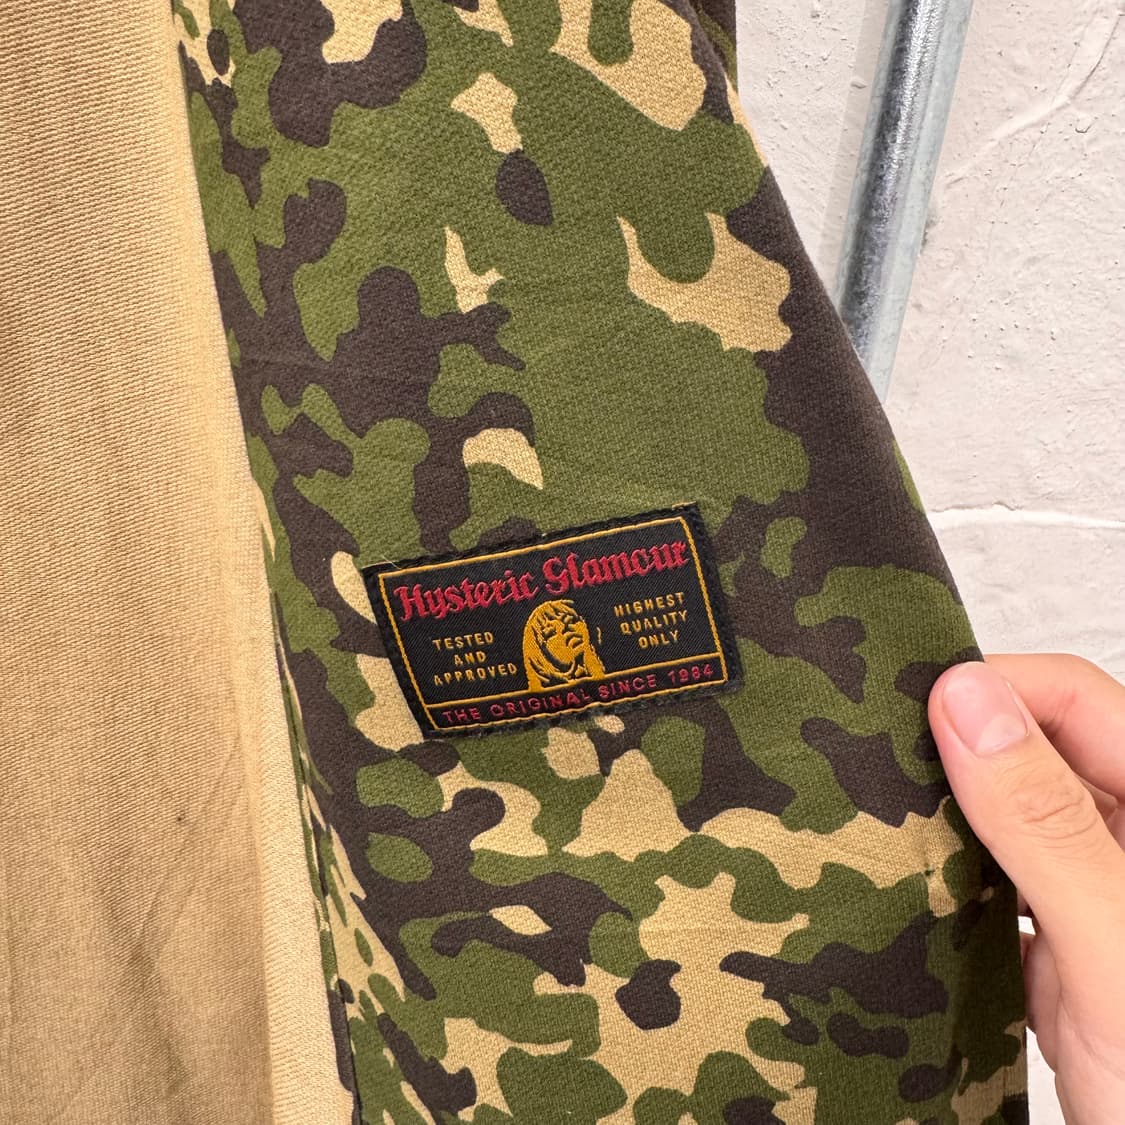 Hysteric Glamour
TESTED
AND
APPROVED
HIGHEST
QUALITY
ONLY
THE ORIGINAL SINCE 1984